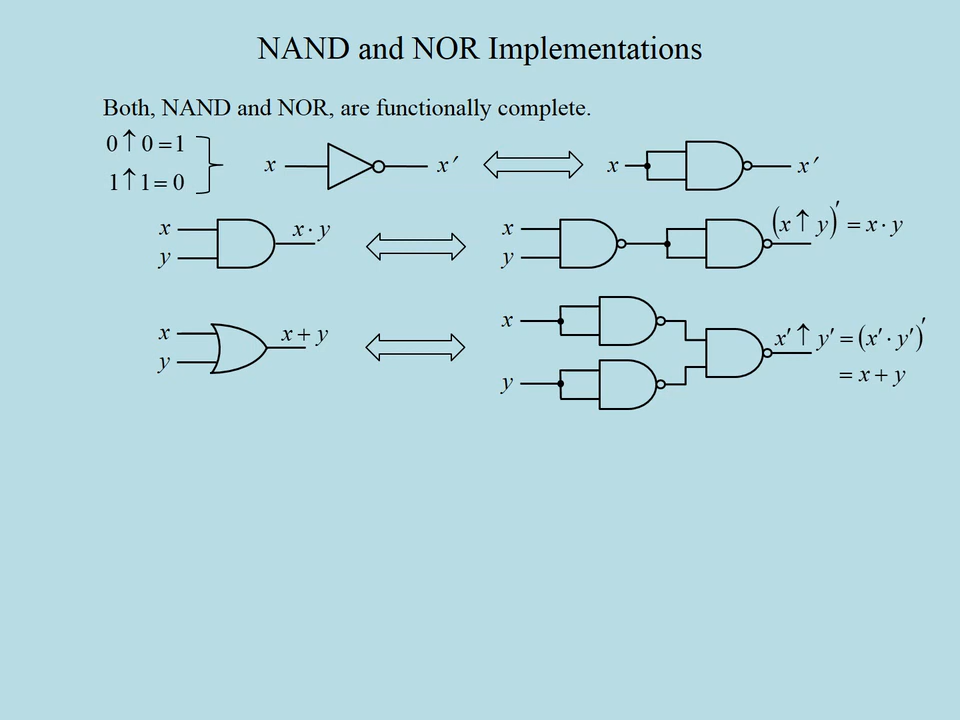 NAND and NOR Implementations
Both, NAND and NOR, are functionally complete.
0 ↑ 0 = 1
1 ↑ 1 = 0
x x′ x x′
x x · y x (x ↑ y)′ = x · y
y y
x x + y x x′ ↑ y′ = (x′ · y′)′
y y = x + y